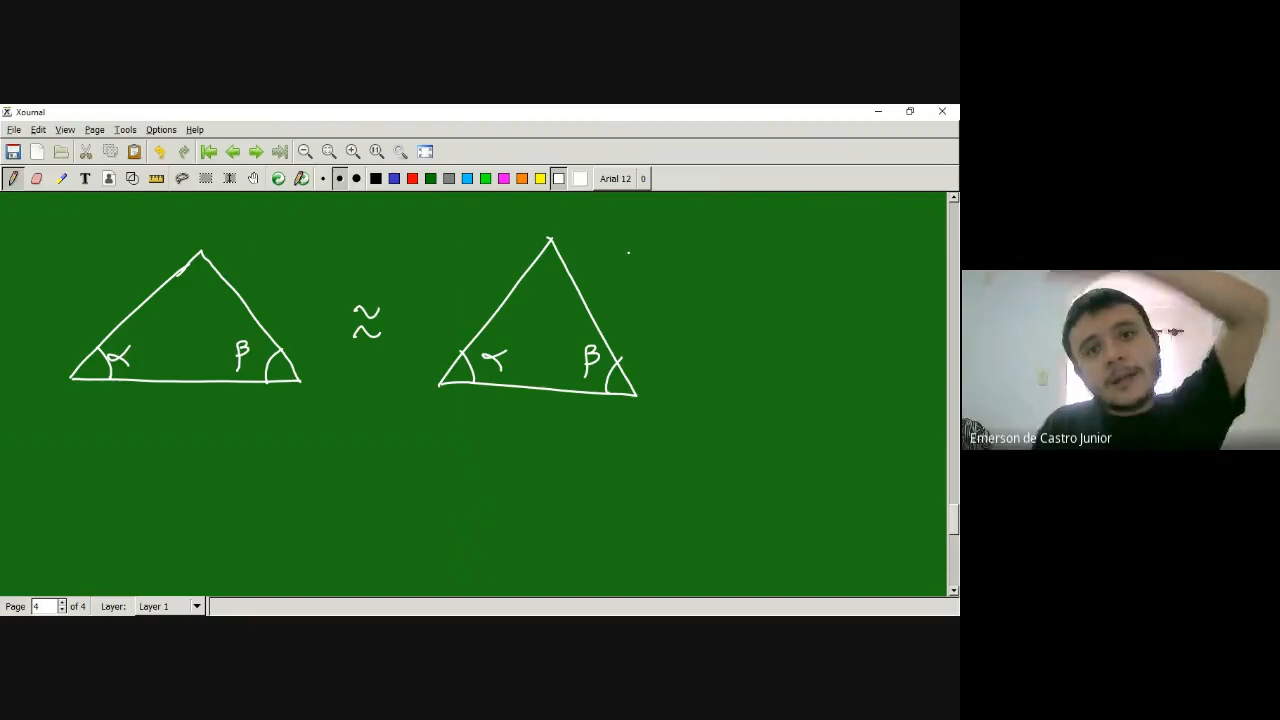 Xournal
File Edit View Page Tools Options Help
T Arial 12 0
α β ≈ α β
Emerson de Castro Junior
Page 4 of 4 Layer: Layer 1